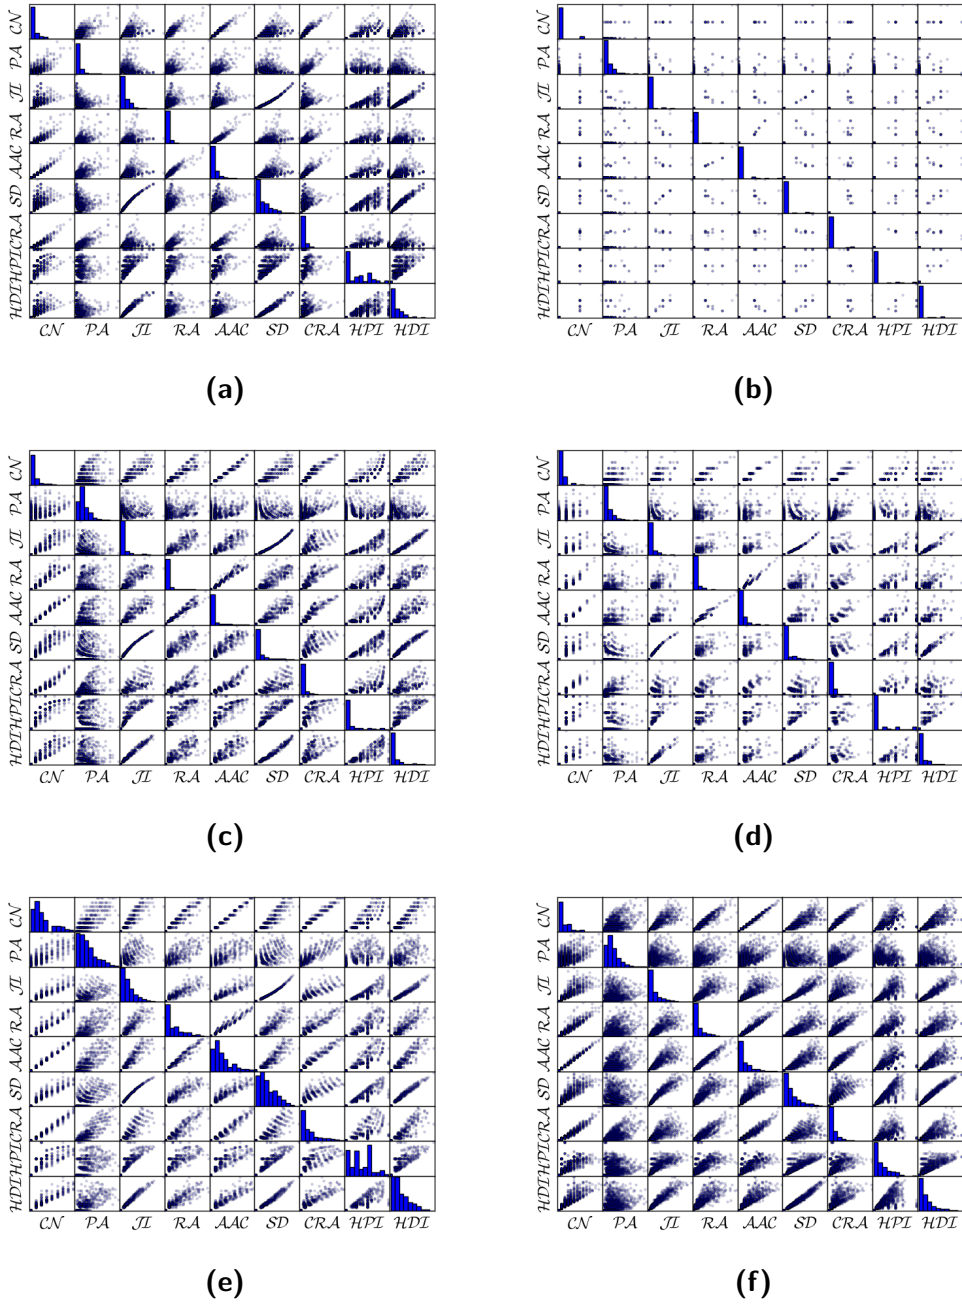 CN
PA
JI
RA
AAC
SD
CRA
HPI
HDI
CN PA JI RA AAC SD CRA HPI HDI
(a)
CN
PA
JI
RA
AAC
SD
CRA
HPI
HDI
CN PA JI RA AAC SD CRA HPI HDI
(b)
CN
PA
JI
RA
AAC
SD
CRA
HPI
HDI
CN PA JI RA AAC SD CRA HPI HDI
(c)
CN
PA
JI
RA
AAC
SD
CRA
HPI
HDI
CN PA JI RA AAC SD CRA HPI HDI
(d)
CN
PA
JI
RA
AAC
SD
CRA
HPI
HDI
CN PA JI RA AAC SD CRA HPI HDI
(e)
CN
PA
JI
RA
AAC
SD
CRA
HPI
HDI
CN PA JI RA AAC SD CRA HPI HDI
(f)